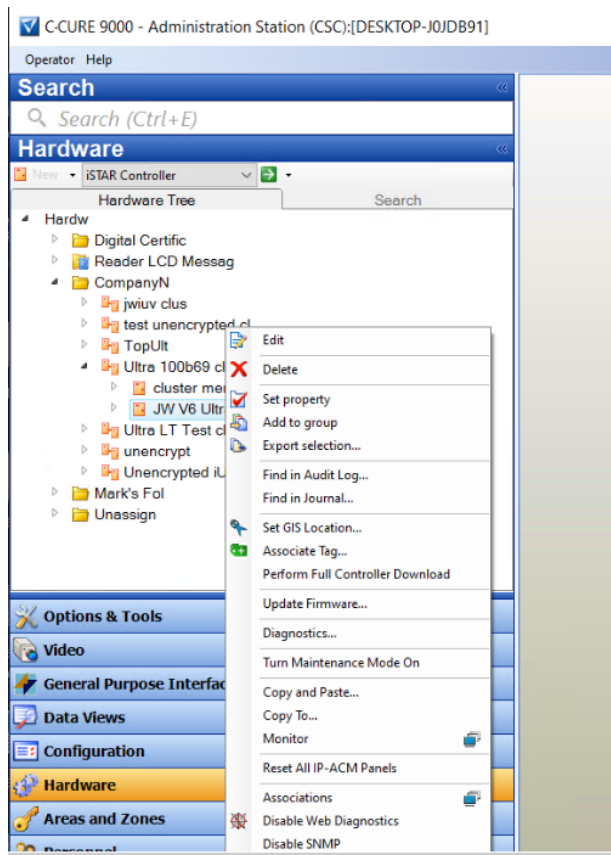 C•CURE 9000 - Administration Station (CSC):[DESKTOP-J0JDB91]
Operator Help
Search
Search (Ctrl+E)
Hardware
New iSTAR Controller
Hardware Tree Search
Hardw
Digital Certific
Reader LCD Messag
CompanyN
jwiuv clus
test unencrypted cl
TopUlt
Ultra 100b69 cl
cluster me
JW V6 Ultr
Ultra LT Test cl
unencrypt
Unencrypted iU
Mark's Fol
Unassign
Edit
Delete
Set property
Add to group
Export selection...
Find in Audit Log...
Find in Journal...
Set GIS Location...
Associate Tag...
Perform Full Controller Download
Update Firmware...
Diagnostics...
Turn Maintenance Mode On
Copy and Paste...
Copy To...
Monitor
Reset All IP-ACM Panels
Associations
Disable Web Diagnostics
Disable SNMP
Options & Tools
Video
General Purpose Interfac
Data Views
Configuration
Hardware
Areas and Zones
Personnel